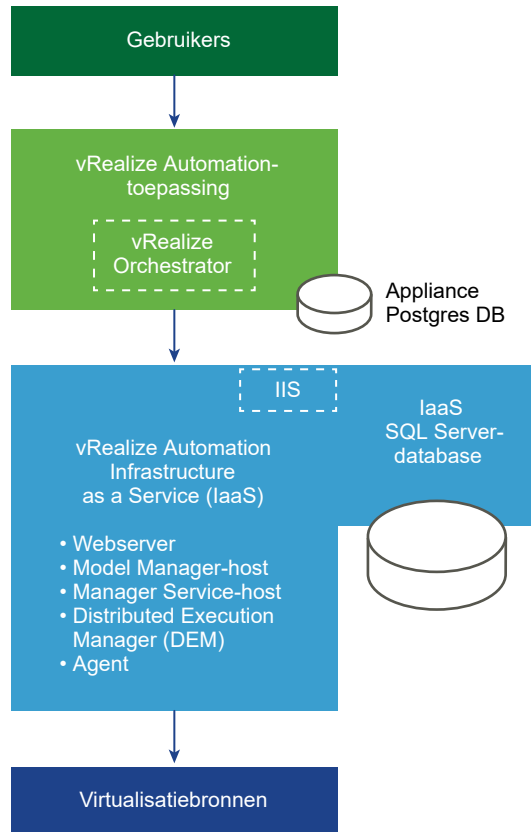 Gebruikers
vRealize Automation-
toepassing
vRealize
Orchestrator
Appliance
Postgres DB
IIS
IaaS
SQL Server-
database
vRealize Automation
Infrastructure
as a Service (IaaS)
• Webserver
• Model Manager-host
• Manager Service-host
• Distributed Execution
Manager (DEM)
• Agent
Virtualisatiebronnen